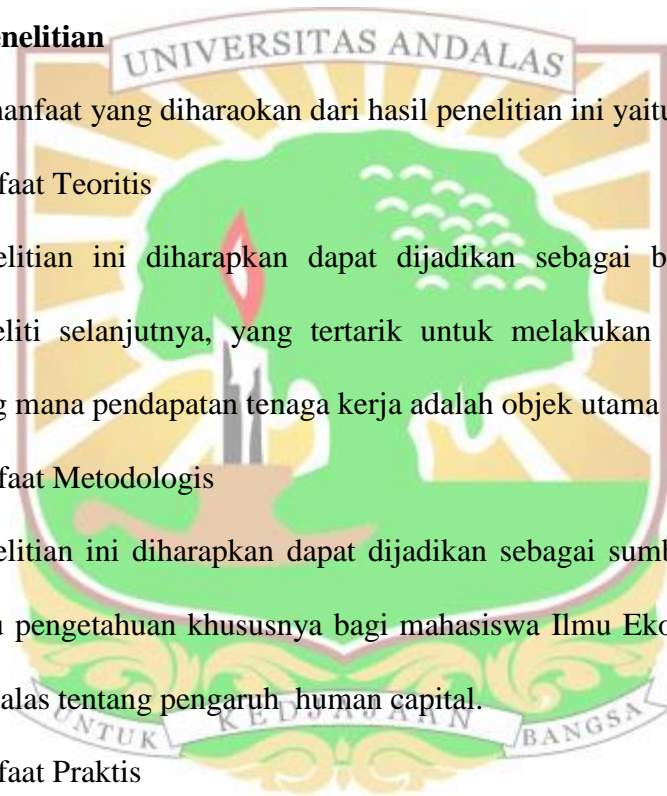 enelitian
UNIVERSITAS ANDALAS
anfaat yang diharaokan dari hasil penelitian ini yaitu
faat Teoritis
elitian ini diharapkan dapat dijadikan sebagai b
eliti selanjutnya, yang tertarik untuk melakukan
g mana pendapatan tenaga kerja adalah objek utama
faat Metodologis
elitian ini diharapkan dapat dijadikan sebagai sumb
u pengetahuan khususnya bagi mahasiswa Ilmu Eko
alas tentang pengaruh human capital.
UNTUK KEDJAJAAN BANGSA
faat Praktis